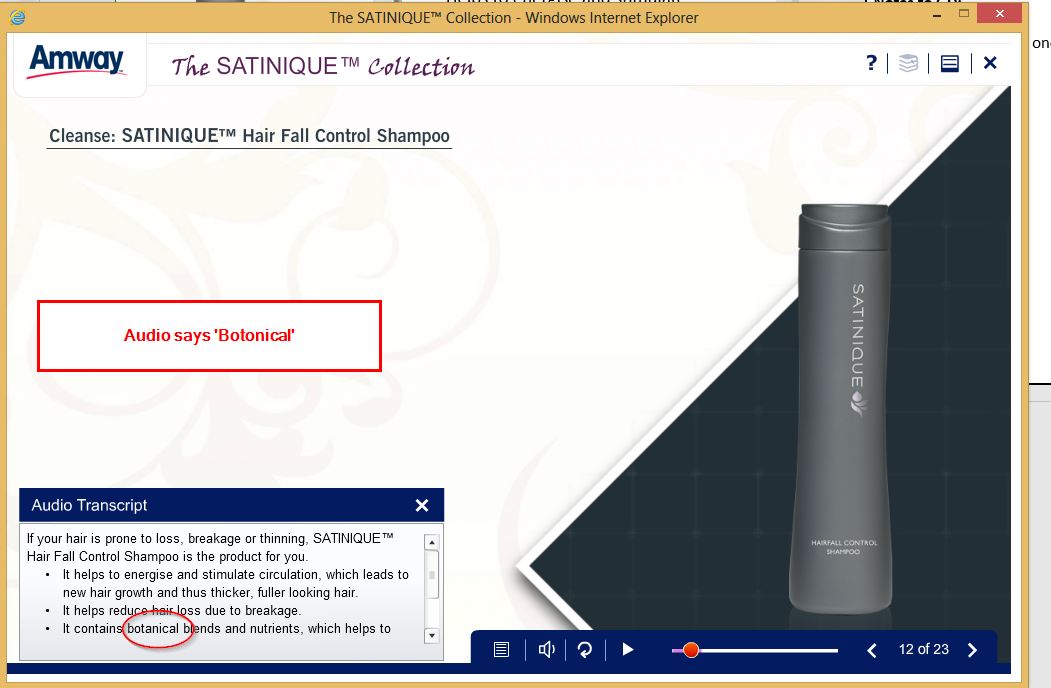 The SATINIQUE™ Collection - Windows Internet Explorer
one
Amway
The SATINIQUE™ Collection
?
Cleanse: SATINIQUE™ Hair Fall Control Shampoo
Audio says 'Botonical'
SATINIQUE
HAIRFALL CONTROL
SHAMPOO
Audio Transcript
If your hair is prone to loss, breakage or thinning, SATINIQUE™
Hair Fall Control Shampoo is the product for you.
• It helps to energise and stimulate circulation, which leads to
new hair growth and thus thicker, fuller looking hair.
• It helps reduce hair loss due to breakage.
• It contains botanical blends and nutrients, which helps to
12 of 23